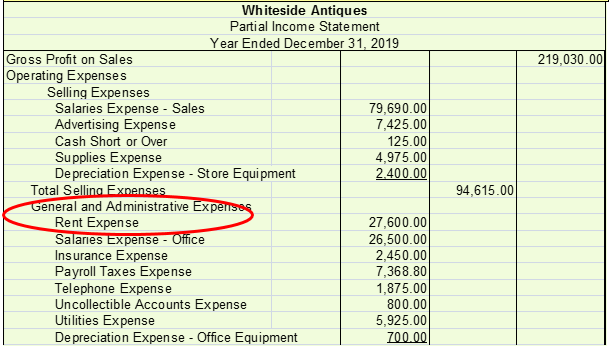 Whiteside Antiques
Partial Income Statement
Year Ended December 31, 2019
Gross Profit on Sales 219,030.00
Operating Expenses
Selling Expenses
Salaries Expense - Sales 79,690.00
Advertising Expense 7,425.00
Cash Short or Over 125.00
Supplies Expense 4,975.00
Depreciation Expense - Store Equipment 2,400.00
Total Selling Expenses 94,615.00
General and Administrative Expenses
Rent Expense 27,600.00
Salaries Expense - Office 26,500.00
Insurance Expense 2,450.00
Payroll Taxes Expense 7,368.80
Telephone Expense 1,875.00
Uncollectible Accounts Expense 800.00
Utilities Expense 5,925.00
Depreciation Expense - Office Equipment 700.00